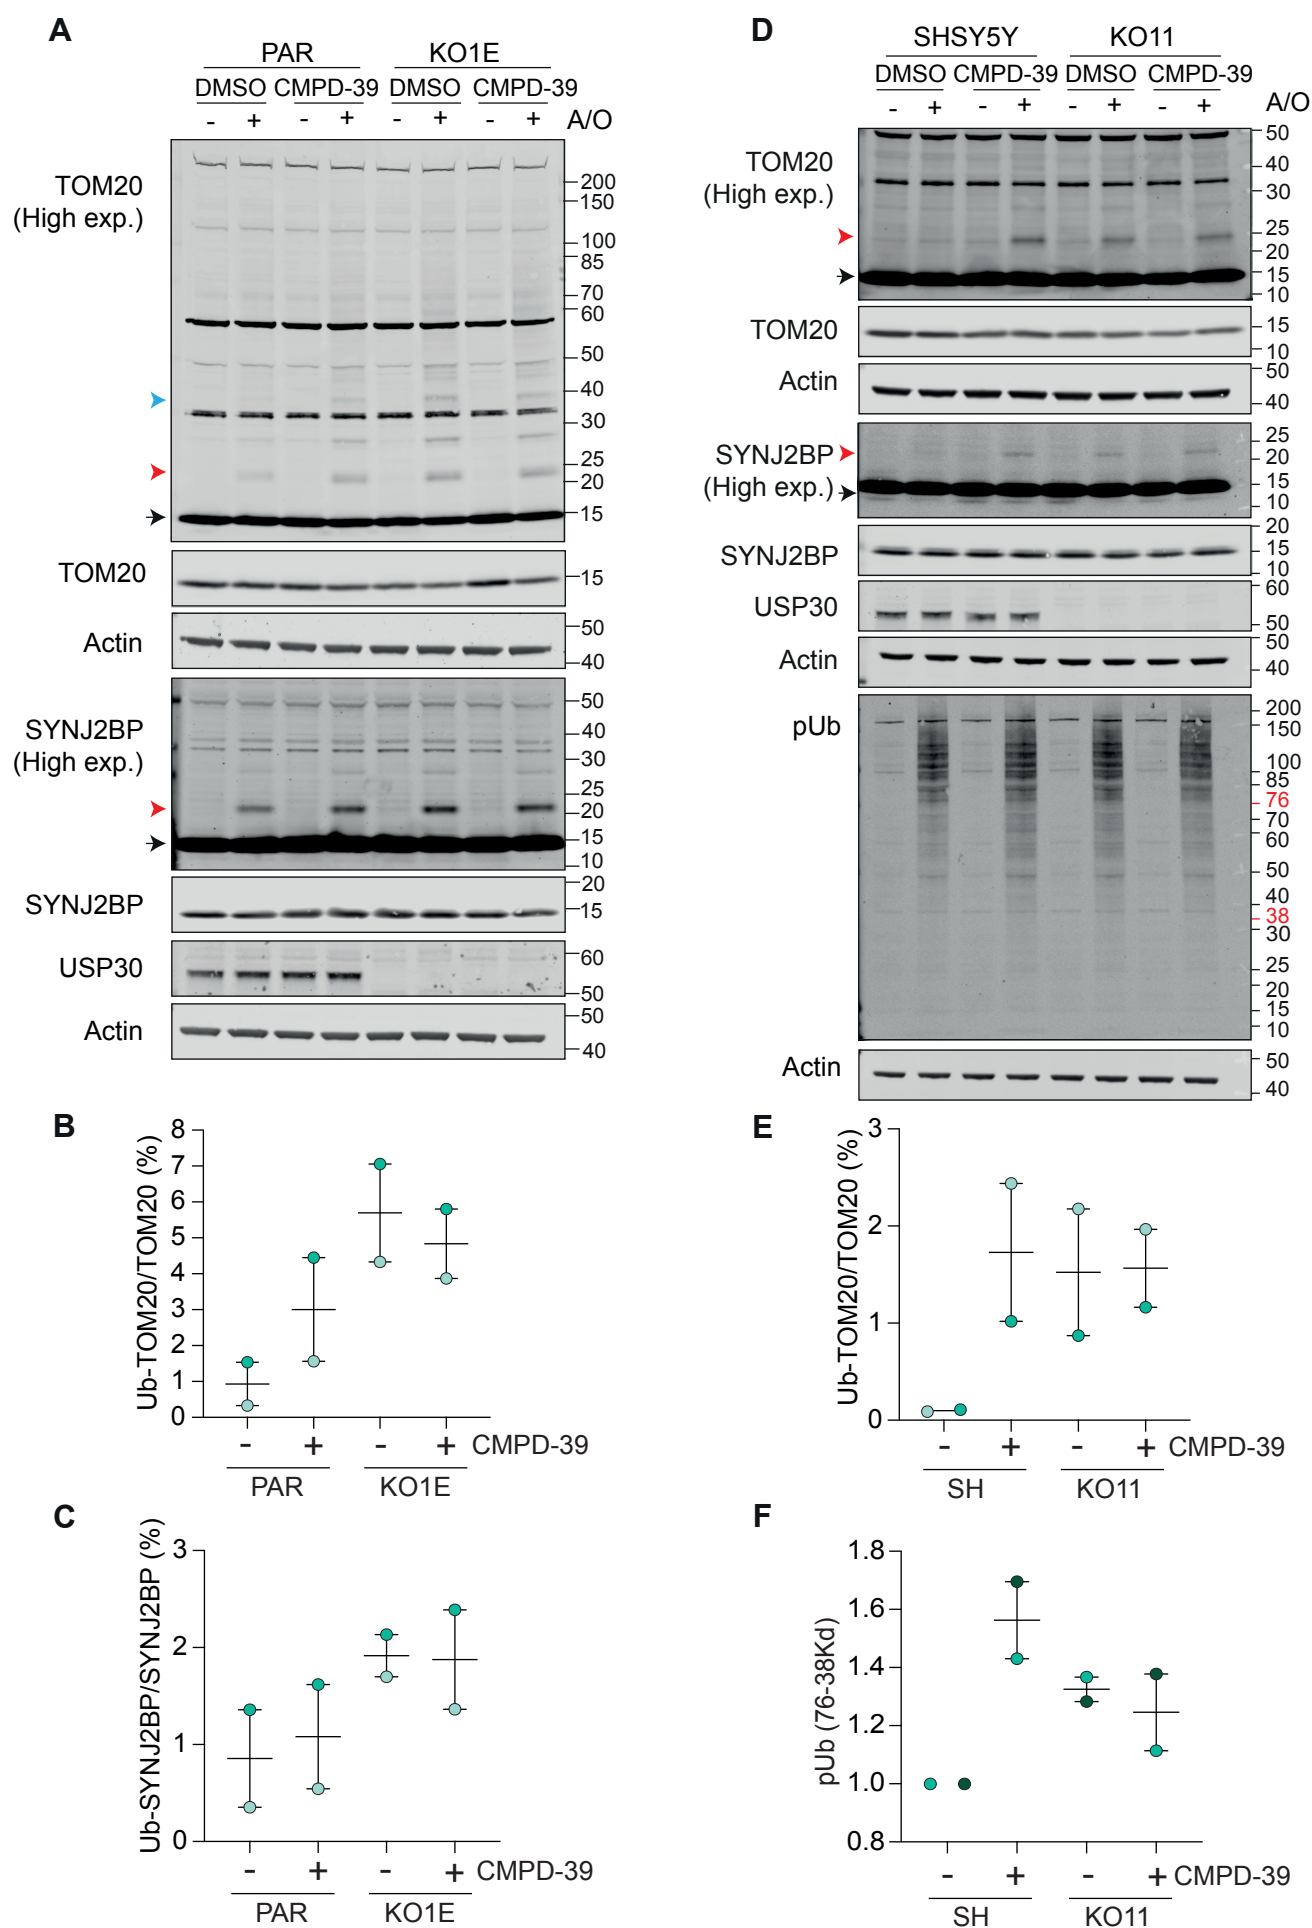 A
PAR KO1E
DMSO CMPD-39 DMSO CMPD-39
- + - + - + - + A/O
TOM20
(High exp.)
200
150
100
85
70
60
50
40
30
25
20
15
TOM20
15
Actin
50
40
SYNJ2BP
(High exp.)
50
40
30
25
20
15
10
SYNJ2BP
20
15
USP30
60
50
Actin
50
40
B
Ub-TOM20/TOM20 (%)
8
7
6
5
4
3
2
1
0
- + - + CMPD-39
PAR KO1E
C
Ub-SYNJ2BP/SYNJ2BP (%)
3
2
1
0
- + - + CMPD-39
PAR KO1E
D
SHSY5Y KO11
DMSO CMPD-39 DMSO CMPD-39
- + - + - + - + A/O
TOM20
(High exp.)
50
40
30
25
20
15
10
TOM20
15
10
Actin
50
40
SYNJ2BP
(High exp.)
25
20
15
10
SYNJ2BP
20
15
10
USP30
60
50
Actin
50
40
pUb
200
150
100
85
76
70
60
50
40
38
30
25
20
15
10
Actin
50
40
E
Ub-TOM20/TOM20 (%)
3
2
1
0
- + - + CMPD-39
SH KO11
F
pUb (76-38Kd)
1.8
1.6
1.4
1.2
1.0
0.8
- + - + CMPD-39
SH KO11